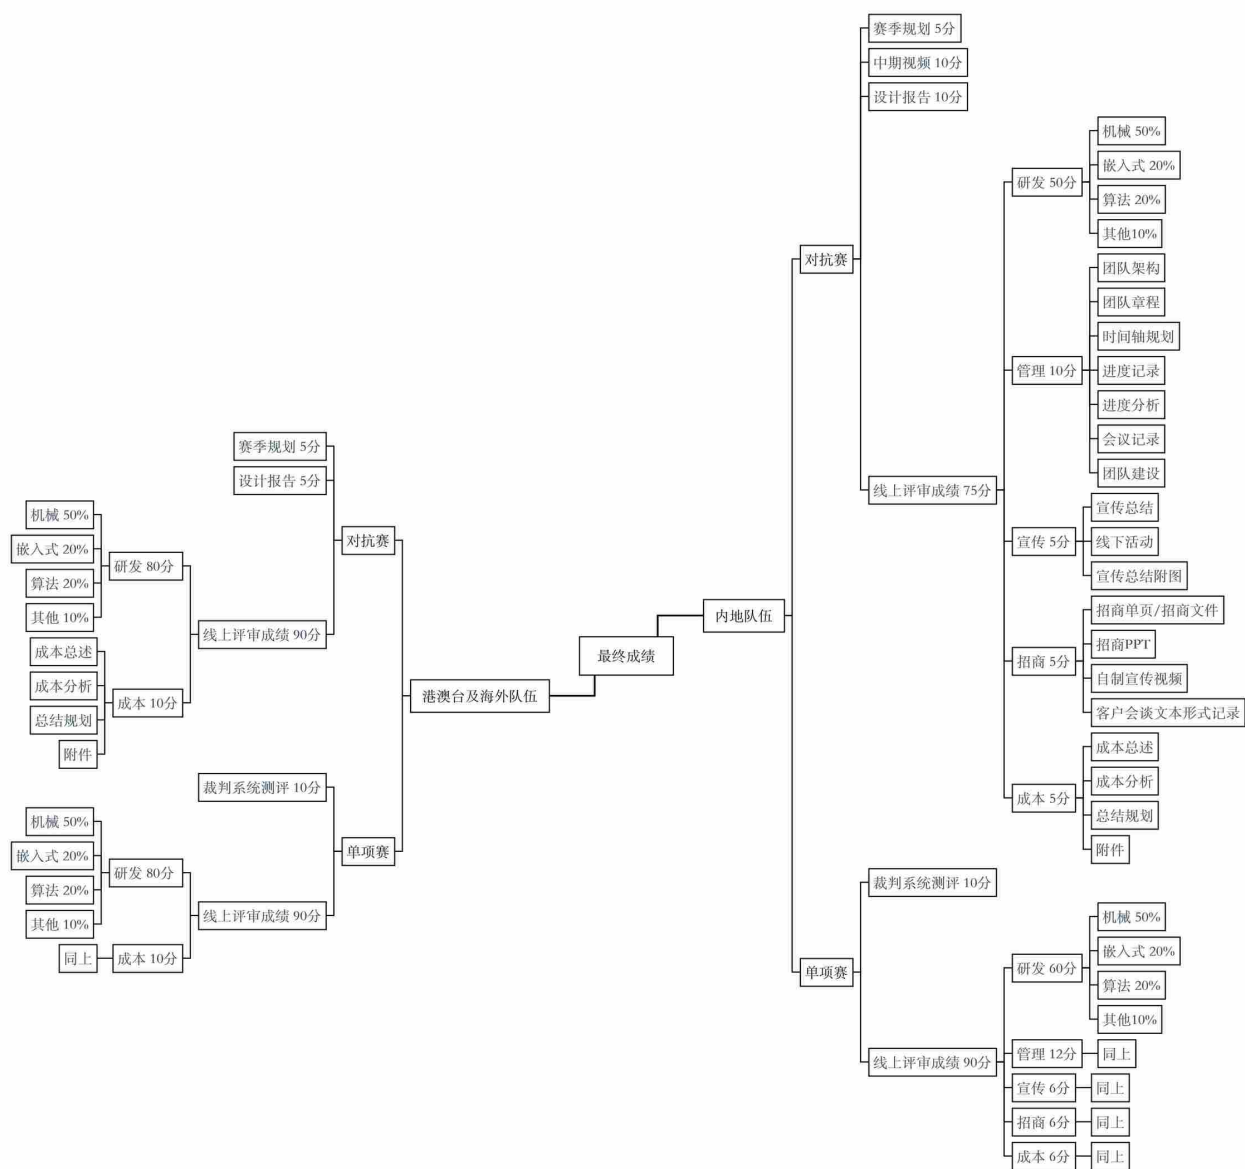 最终成绩
内地队伍
对抗赛
赛季规划 5分
中期视频 10分
设计报告 10分
线上评审成绩 75分
研发 50分
机械 50%
嵌入式 20%
算法 20%
其他10%
管理 10分
团队架构
团队章程
时间轴规划
进度记录
进度分析
会议记录
团队建设
宣传 5分
宣传总结
线下活动
宣传总结附图
招商 5分
招商单页/招商文件
招商PPT
自制宣传视频
客户会谈文本形式记录
成本 5分
成本总述
成本分析
总结规划
附件
单项赛
裁判系统测评 10分
线上评审成绩 90分
研发 60分
机械 50%
嵌入式 20%
算法 20%
其他10%
管理 12分
同上
宣传 6分
同上
招商 6分
同上
成本 6分
同上
港澳台及海外队伍
对抗赛
赛季规划 5分
设计报告 5分
线上评审成绩 90分
研发 80分
机械 50%
嵌入式 20%
算法 20%
其他 10%
成本 10分
成本总述
成本分析
总结规划
附件
单项赛
裁判系统测评 10分
线上评审成绩 90分
研发 80分
机械 50%
嵌入式 20%
算法 20%
其他 10%
成本 10分
同上